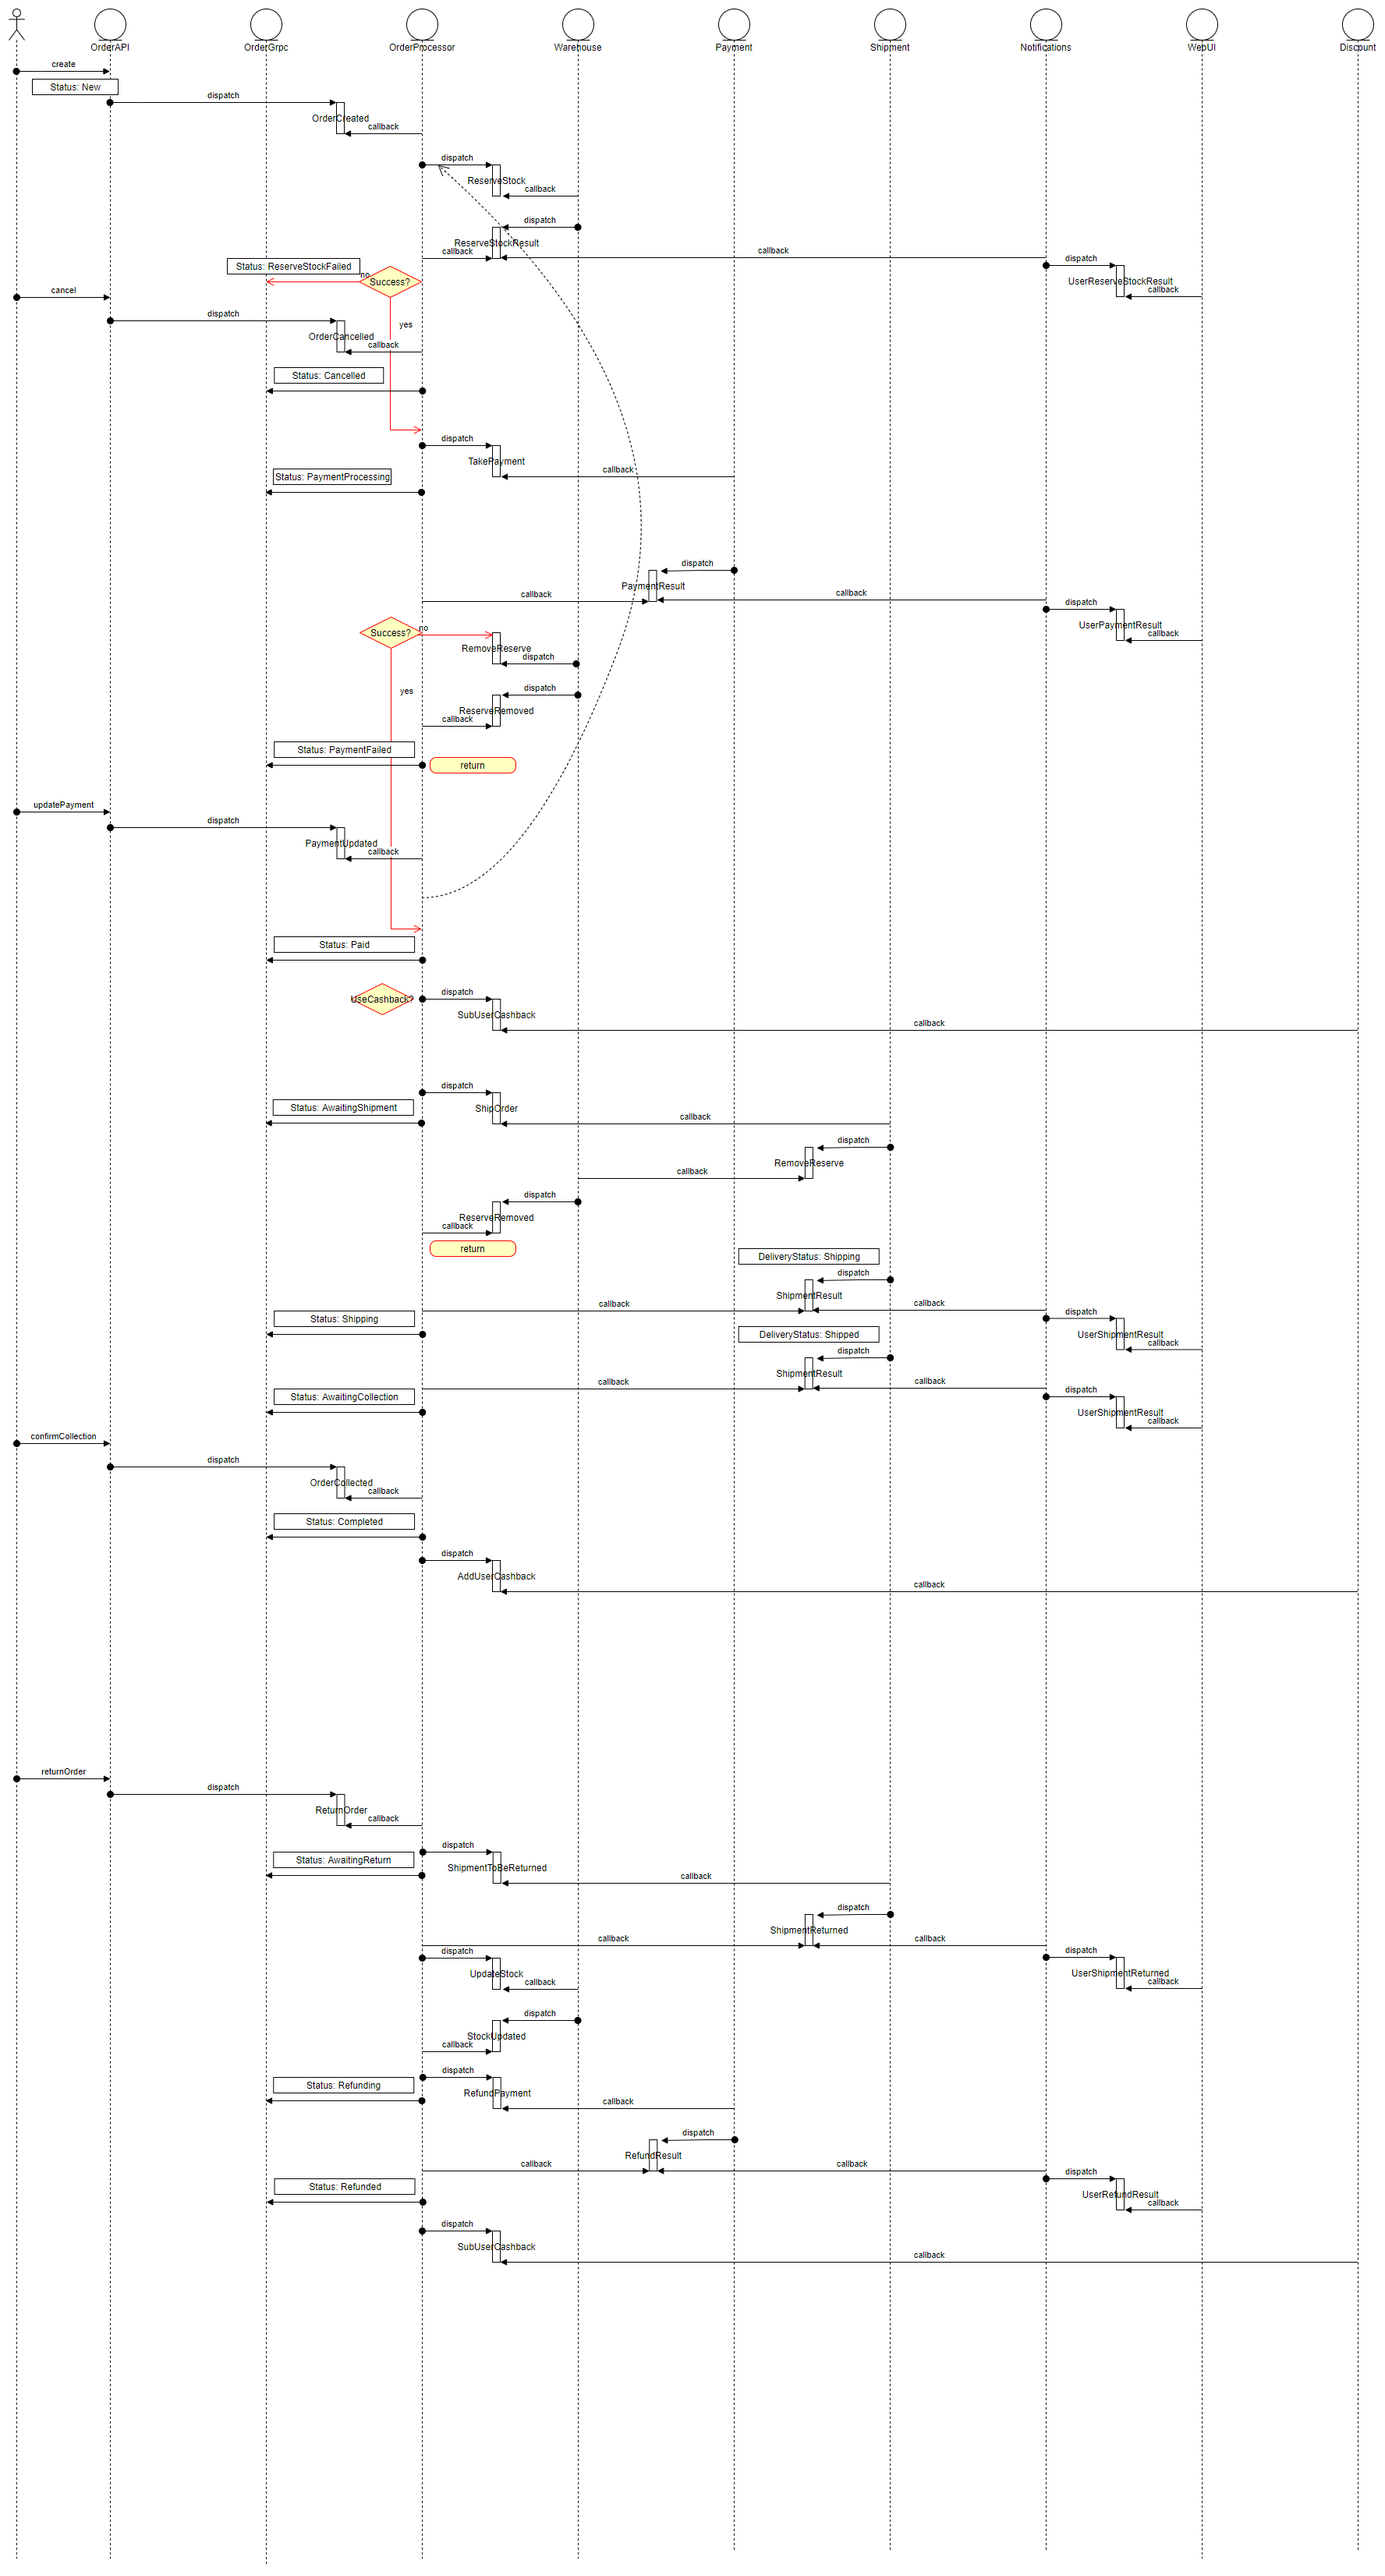 OrderAPI
OrderGrpc
OrderProcessor
Warehouse
Payment
Shipment
Notifications
WebUI
Discount
create
Status: New
dispatch
OrderCreated
callback
dispatch
ReserveStock
callback
dispatch
ReserveStockResult
callback
callback
dispatch
UserReserveStockResult
callback
Status: ReserveStockFailed
no
Success?
yes
cancel
dispatch
OrderCancelled
callback
Status: Cancelled
dispatch
TakePayment
callback
Status: PaymentProcessing
dispatch
PaymentResult
callback
callback
dispatch
UserPaymentResult
callback
Success?
no
yes
RemoveReserve
dispatch
dispatch
ReserveRemoved
callback
Status: PaymentFailed
return
updatePayment
dispatch
PaymentUpdated
callback
Status: Paid
UseCashback?
dispatch
SubUserCashback
callback
dispatch
Status: AwaitingShipment
ShipOrder
callback
dispatch
RemoveReserve
callback
dispatch
ReserveRemoved
callback
return
DeliveryStatus: Shipping
dispatch
ShipmentResult
callback
callback
dispatch
UserShipmentResult
callback
Status: Shipping
DeliveryStatus: Shipped
dispatch
ShipmentResult
callback
callback
dispatch
UserShipmentResult
callback
Status: AwaitingCollection
confirmCollection
dispatch
OrderCollected
callback
Status: Completed
dispatch
AddUserCashback
callback
returnOrder
dispatch
ReturnOrder
callback
dispatch
Status: AwaitingReturn
ShipmentToBeReturned
callback
dispatch
ShipmentReturned
callback
callback
dispatch
UpdateStock
callback
dispatch
UserShipmentReturned
callback
dispatch
StockUpdated
callback
dispatch
Status: Refunding
RefundPayment
callback
dispatch
RefundResult
callback
callback
dispatch
UserRefundResult
callback
Status: Refunded
dispatch
SubUserCashback
callback